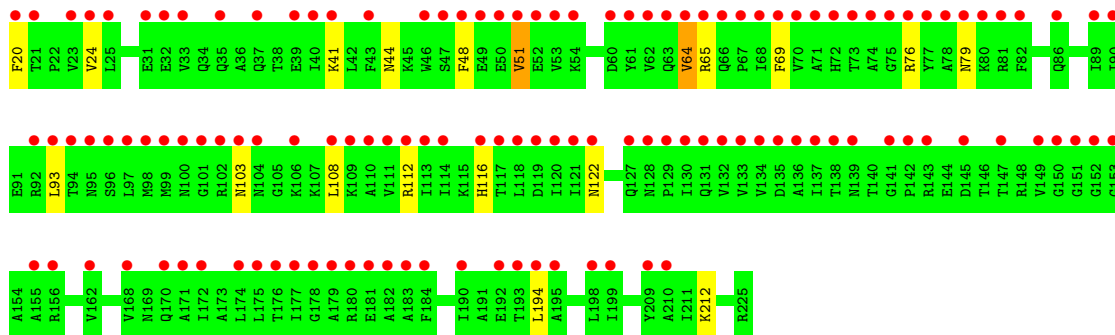 F20 T21 P22 V23 V24 L25 E31 E32 V33 Q34 Q35 A36 Q37 T38 E39 I40 K41 L42 F43 N44 K45 W46 S47 F48 E49 E50 V51 E52 V53 K54 D60 Y61 V62 Q63 V64 R65 Q66 P67 I68 F69 V70 A71 H72 T73 A74 G75 R76 Y77 A78 N79 K80 R81 F82 Q86 I89
E91 R92 L93 T94 N95 S96 L97 M98 M99 N100 G101 R102 N103 N104 G105 K106 K107 L108 K109 A110 V111 R112 I113 I114 K115 H116 T117 L118 D119 I120 I121 N122 Q127 N128 P129 I130 Q131 V132 V133 V134 D135 A136 I137 T138 N139 T140 G141 P142 R143 E144 D145 T146 T147 R148 V149 G150 G151 G152 G153
A154 A155 R156 V162 V168 N169 Q170 A171 I172 A173 L174 L175 T176 I177 G178 A179 R180 E181 A182 A183 F184 I190 A191 E192 T193 L194 A195 L198 I199 Y209 A210 I211 K212 R225